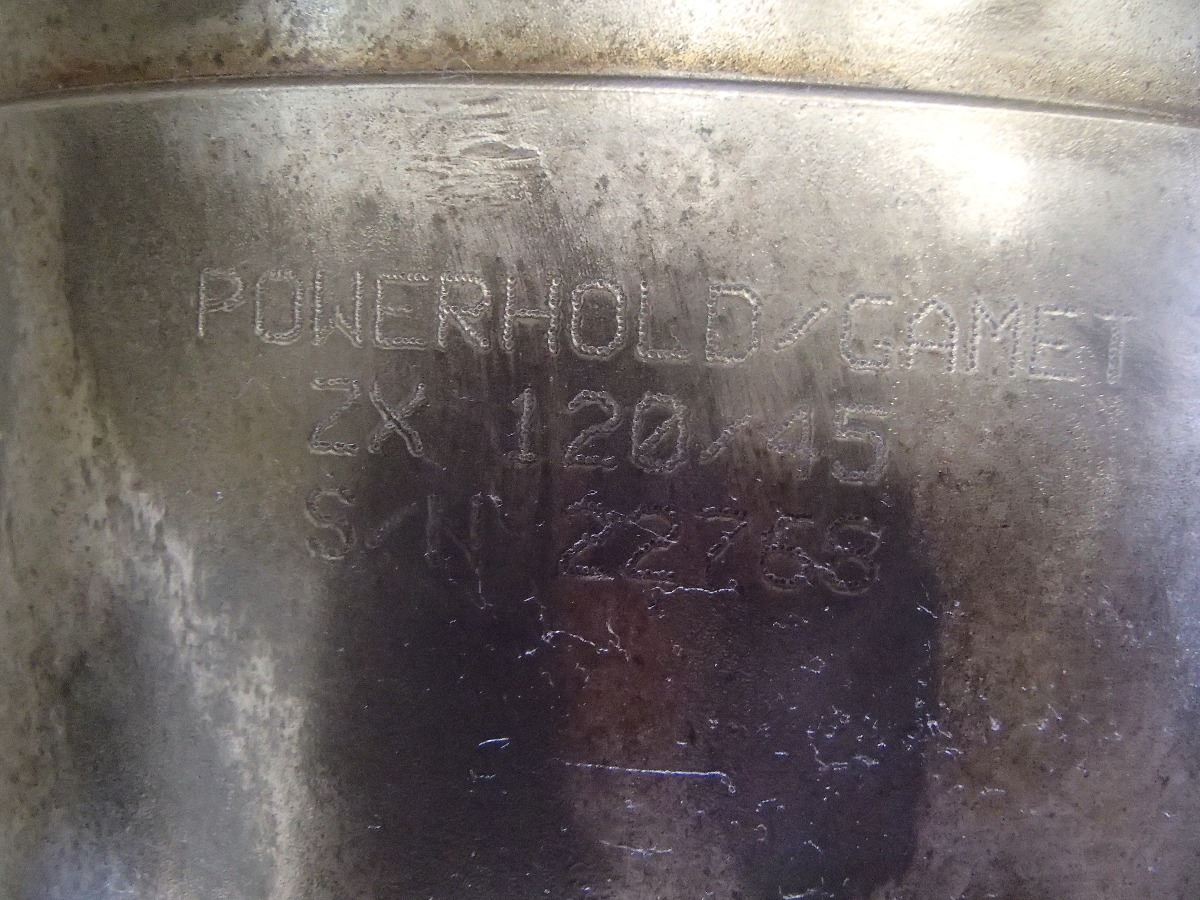 POWERHOLD/GAMET
ZX 120/45
S/N 22768